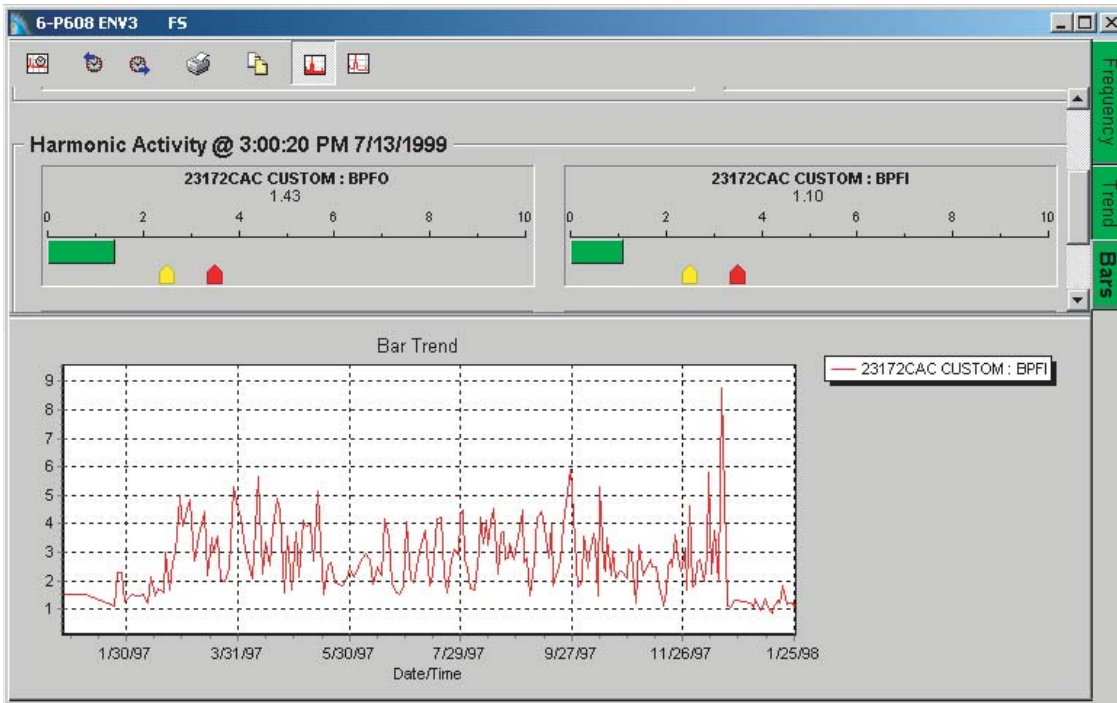 6-P608 ENV3 FS
Frequency
Trend
Bars
Harmonic Activity @ 3:00:20 PM 7/13/1999
23172CAC CUSTOM : BPFO
1.43
0 2 4 6 8 10
23172CAC CUSTOM : BPFI
1.10
0 2 4 6 8 10
Bar Trend
23172CAC CUSTOM : BPFI
9
8
7
6
5
4
3
2
1
1/30/97 3/31/97 5/30/97 7/29/97 9/27/97 11/26/97 1/25/98
Date/Time